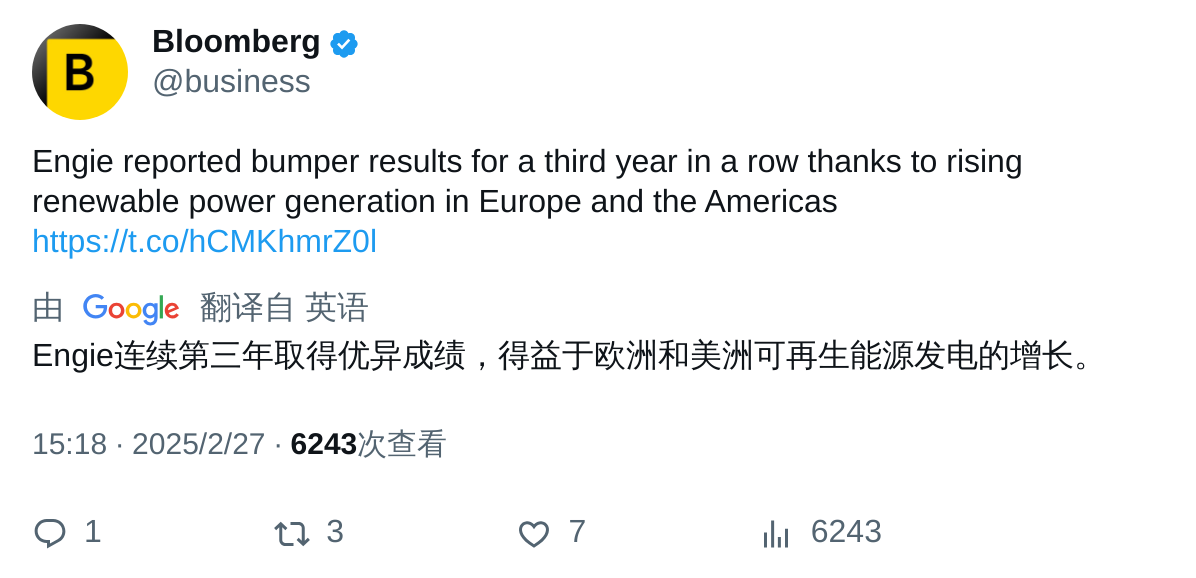 B
Bloomberg
@business
Engie reported bumper results for a third year in a row thanks to rising
renewable power generation in Europe and the Americas
https://t.co/hCMKhmrZ0l
由 Google 翻译自 英语
Engie连续第三年取得优异成绩，得益于欧洲和美洲可再生能源发电的增长。
15:18 · 2025/2/27 · 6243次查看
1 3 7 6243